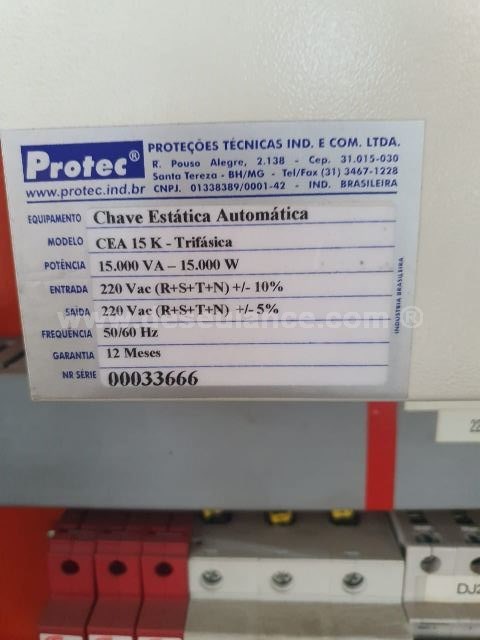 Protec®
www.protec.ind.br
PROTEÇÕES TÉCNICAS IND. E COM. LTDA.
R. Pouso Alegre, 2.138 - Cep. 31.015-030
Santa Tereza - BH/MG - Tel/Fax (31) 3467-1228
CNPJ. 01338389/0001-42 - IND. BRASILEIRA
EQUIPAMENTO Chave Estática Automática
MODELO CEA 15 K - Trifásica
POTÊNCIA 15.000 VA – 15.000 W
ENTRADA 220 Vac (R+S+T+N) +/- 10%
SAÍDA 220 Vac (R+S+T+N) +/- 5%
FREQUÊNCIA 50/60 Hz
GARANTIA 12 Meses
NR SÉRIE 00033666
INDÚSTRIA BRASILEIRA
22
DJ2